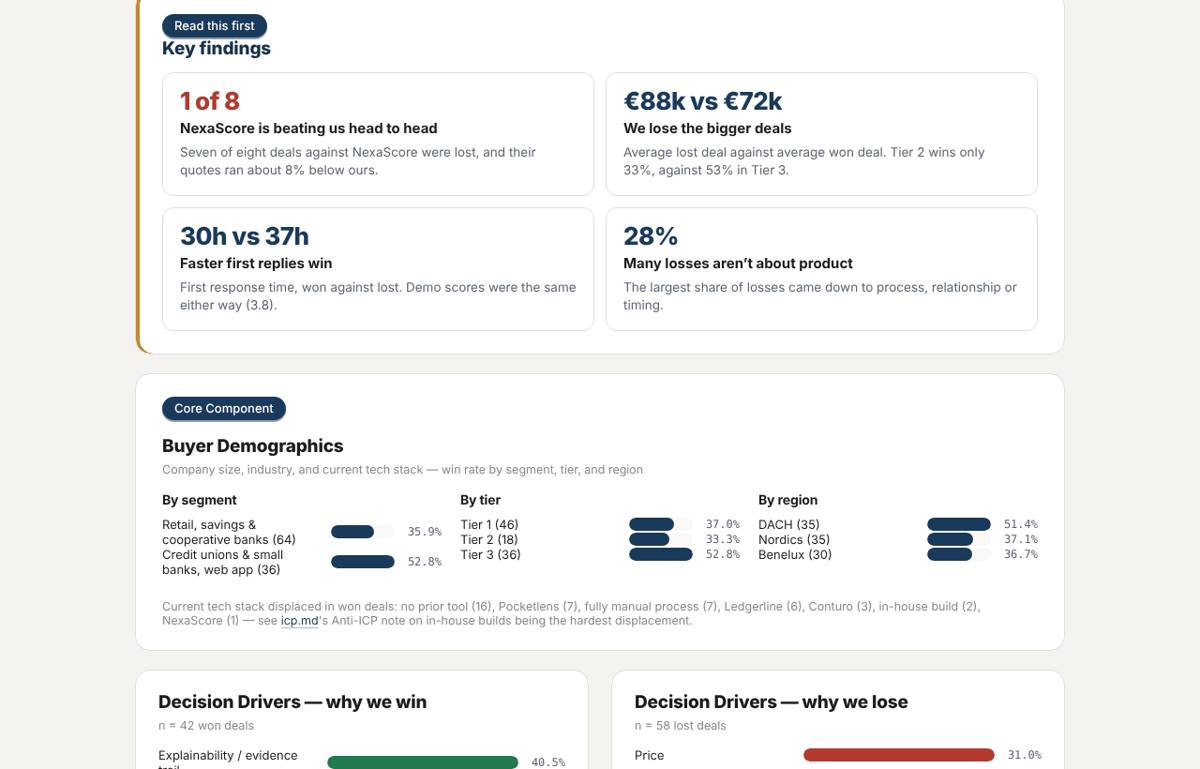 Read this first
Key findings
1 of 8
NexaScore is beating us head to head
Seven of eight deals against NexaScore were lost, and their
quotes ran about 8% below ours.
€88k vs €72k
We lose the bigger deals
Average lost deal against average won deal. Tier 2 wins only
33%, against 53% in Tier 3.
30h vs 37h
Faster first replies win
First response time, won against lost. Demo scores were the same
either way (3.8).
28%
Many losses aren’t about product
The largest share of losses came down to process, relationship or
timing.
Core Component
Buyer Demographics
Company size, industry, and current tech stack — win rate by segment, tier, and region
By segment
Retail, savings &
cooperative banks (64)
35.9%
Credit unions & small
banks, web app (36)
52.8%
By tier
Tier 1 (46) 37.0%
Tier 2 (18) 33.3%
Tier 3 (36) 52.8%
By region
DACH (35) 51.4%
Nordics (35) 37.1%
Benelux (30) 36.7%
Current tech stack displaced in won deals: no prior tool (16), Pocketlens (7), fully manual process (7), Ledgerline (6), Conturo (3), in-house build (2),
NexaScore (1) — see icp.md's Anti-ICP note on in-house builds being the hardest displacement.
Decision Drivers — why we win
n = 42 won deals
Explainability / evidence
trail
40.5%
Decision Drivers — why we lose
n = 58 lost deals
Price 31.0%